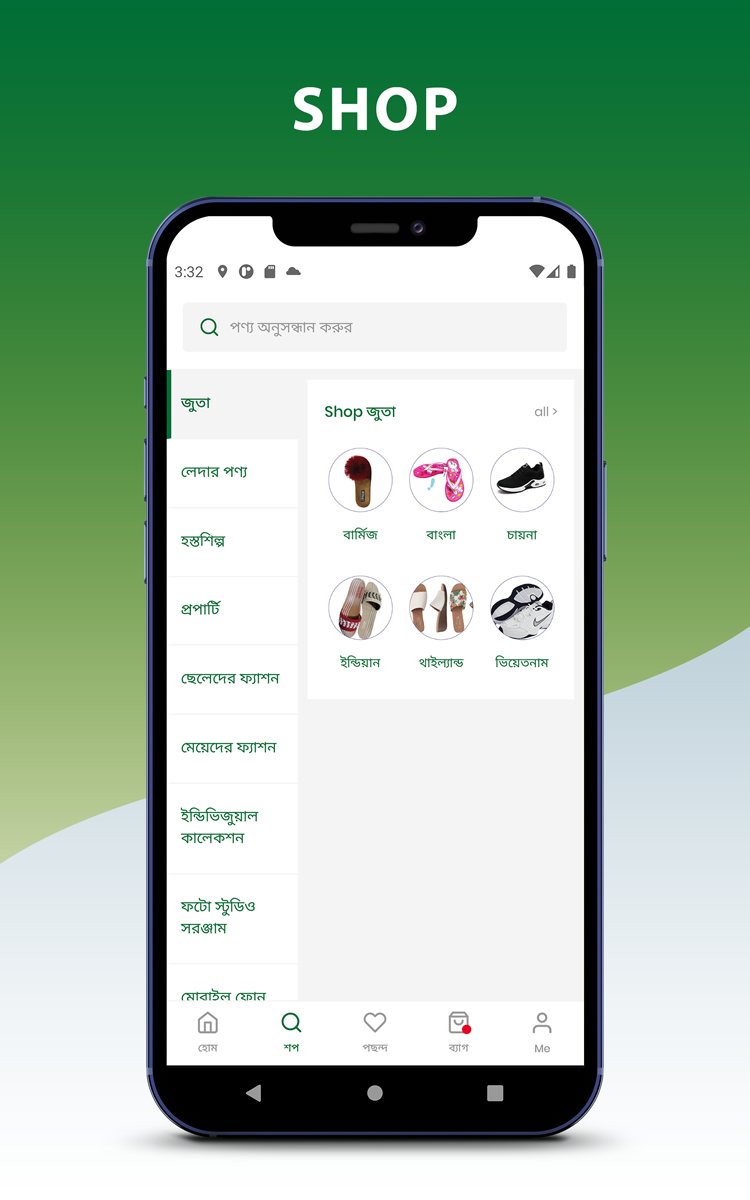 SHOP
3:32
পণ্য অনুসন্ধান করুর
জুতা
লেদার পণ্য
হস্তশিল্প
প্রপার্টি
ছেলেদের ফ্যাশন
মেয়েদের ফ্যাশন
ইন্ডিভিজুয়াল
কালেকশন
ফটো স্টুডিও
সরঞ্জাম
মোবাইল ফোন
Shop জুতা
all >
বার্মিজ
বাংলা
চায়না
ইন্ডিয়ান
থাইল্যান্ড
ভিয়েতনাম
হোম
শপ
পছন্দ
ব্যাগ
Me